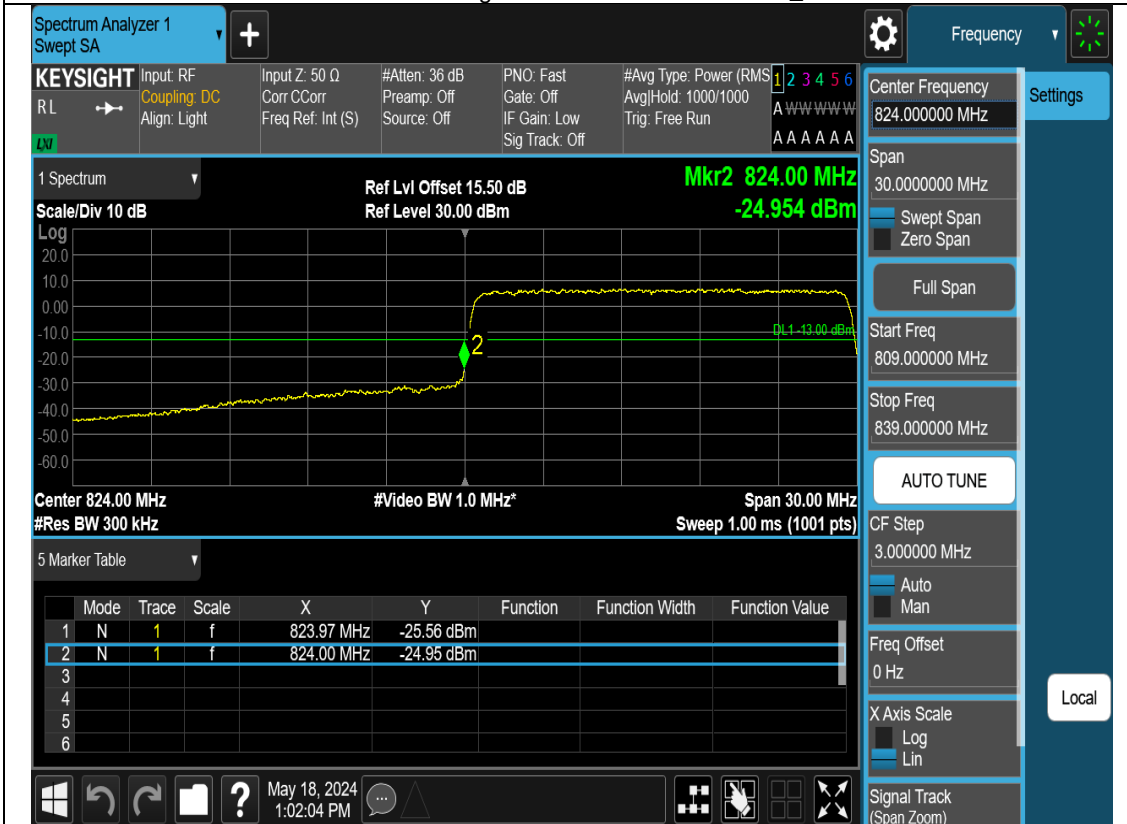 Spectrum Analyzer 1
Swept SA
+
Frequency
KEYSIGHT
R L
LXI
Input: RF
Coupling: DC
Align: Light
Input Z: 50 Ω
Corr CCorr
Freq Ref: Int (S)
#Atten: 36 dB
Preamp: Off
Source: Off
PNO: Fast
Gate: Off
IF Gain: Low
Sig Track: Off
#Avg Type: Power (RMS
Avg|Hold: 1000/1000
Trig: Free Run
1 2 3 4 5 6
A W W W W W
A A A A A A
1 Spectrum
Scale/Div 10 dB
Ref Lvl Offset 15.50 dB
Ref Level 30.00 dBm
Mkr2 824.00 MHz
-24.954 dBm
Log
20.0
10.0
0.00
-10.0
-20.0
-30.0
-40.0
-50.0
-60.0
DL1 -13.00 dBm
2
Center 824.00 MHz
#Video BW 1.0 MHz*
Span 30.00 MHz
#Res BW 300 kHz
Sweep 1.00 ms (1001 pts)
5 Marker Table
Mode Trace Scale X Y Function Function Width Function Value
1 N 1 f 823.97 MHz -25.56 dBm
2 N 1 f 824.00 MHz -24.95 dBm
3
4
5
6
?
May 18, 2024
1:02:04 PM
Center Frequency
824.000000 MHz
Settings
Span
30.0000000 MHz
Swept Span
Zero Span
Full Span
Start Freq
809.000000 MHz
Stop Freq
839.000000 MHz
AUTO TUNE
CF Step
3.000000 MHz
Auto
Man
Freq Offset
0 Hz
X Axis Scale
Log
Lin
Local
Signal Track
(Span Zoom)